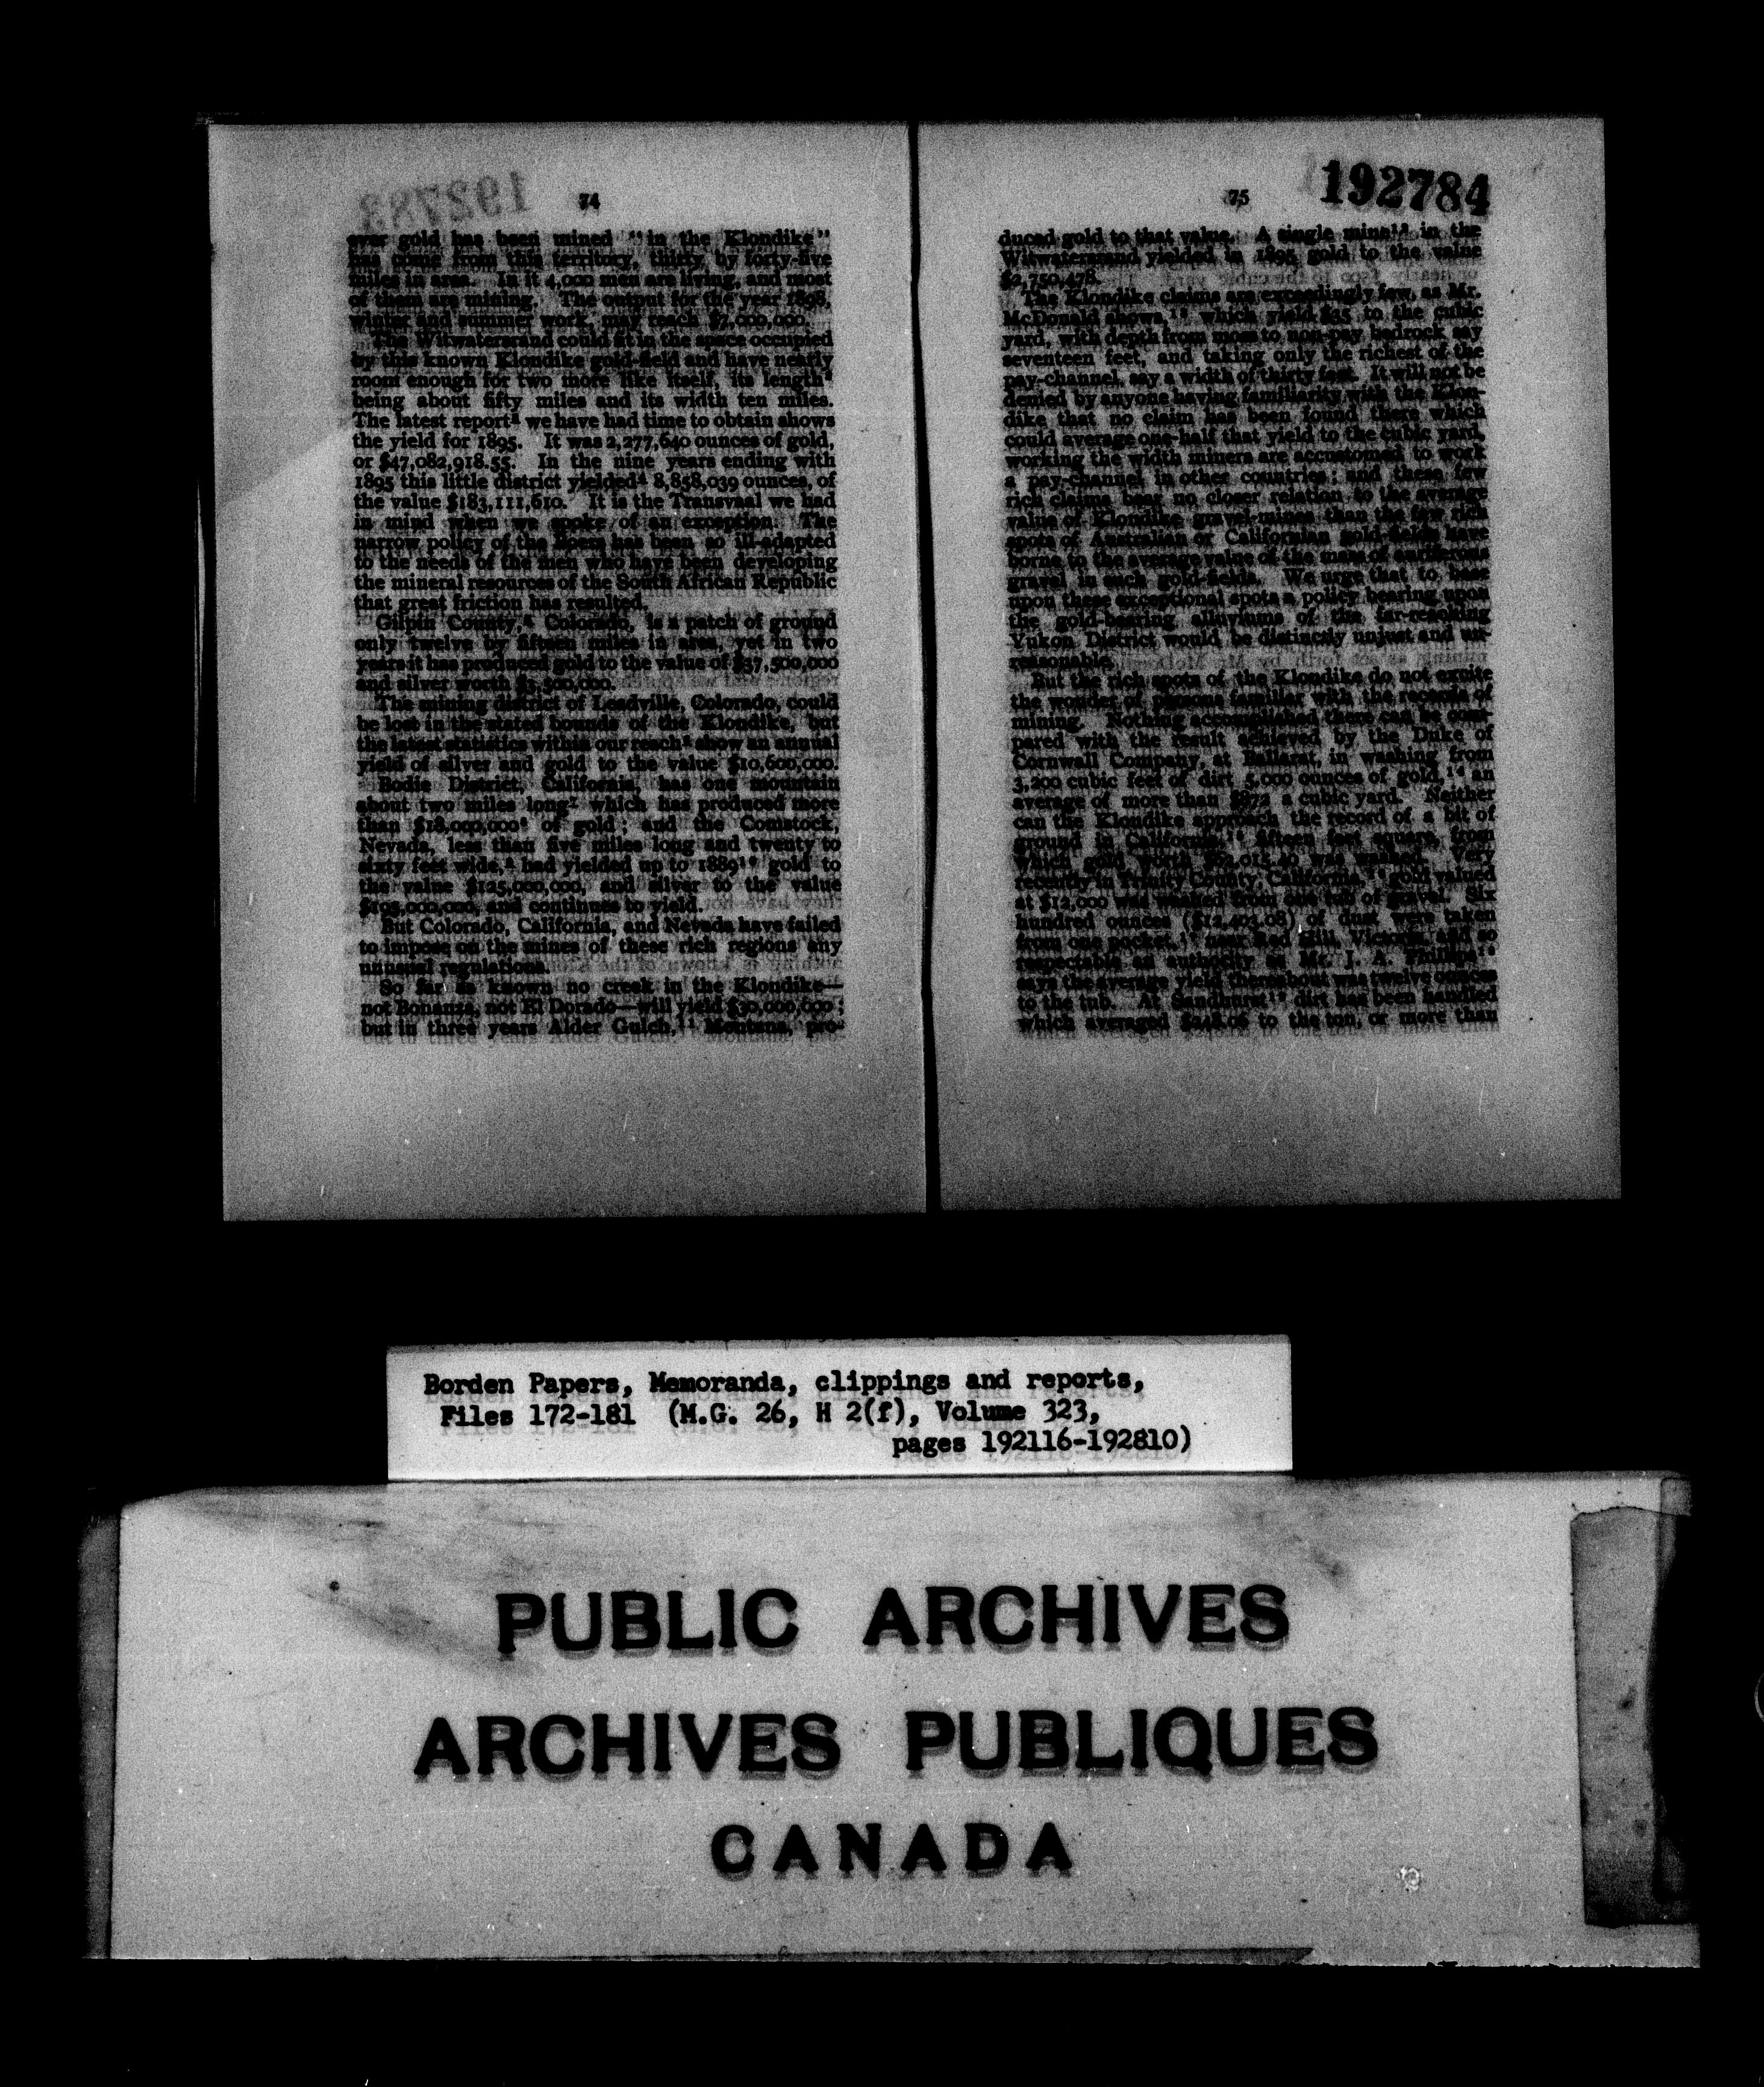 192783
74
ever gold has been mined "in the Klondike"
has come from this territory, thirty by forty-five
miles in area. In it 4,000 men are living, and most
of them are mining. The output for the year 1898,
winter and summer work, may reach $7,000,000.
The Witwatersrand could fit in the space occupied
by this known Klondike gold-field and have nearly
room enough for two more like itself, its length
being about fifty miles and its width ten miles.
The latest report we have had time to obtain shows
the yield for 1895. It was 2,277,640 ounces of gold,
or $47,082,918.55. In the nine years ending with
1895 this little district yielded 8,858,039 ounces, of
the value $183,111,610. It is the Transvaal we had
in mind when we spoke of an exception. The
narrow policy of the Boers has been so ill-adapted
to the needs of the men who have been developing
the mineral resources of the South African Republic
that great friction has resulted.
Gilpin County, Colorado, is a patch of ground
only twelve by fifteen miles in area, yet in two
years it has produced gold to the value of $37,500,000
and silver worth
The mining district of Leadville, Colorado, could
be lost in the stated bounds of the Klondike, but
the latest statistics within our reach show an annual
yield of silver and gold to the value $10,600,000.
Bodie District, California, has one mountain
about two miles long which has produced more
than $18,000,000 of gold; and the Comstock,
Nevada, less than five miles long and twenty to
sixty feet wide, had yielded up to 1889¹⁰ gold to
the value $125,000,000, and silver to the value
and continues to yield.
But Colorado, California, and Nevada have failed
to impose on the mines of these rich regions any
unusual regulations.
So far as known no creek in the Klondike—
not Bonanza, not El Dorado—will yield $30,000,000;
but in three years Alder Gulch,¹¹ Montana, pro-
75
192784
duced gold to that value. A single mine¹² in the
Witwatersrand yielded in 1895 gold to the value
$2,750,478.
The Klondike claims are exceedingly few, as Mr.
McDonald shows,¹³ which yield $35 to the cubic
yard, with depth from moss to non-pay bedrock say
seventeen feet, and taking only the richest of the
pay-channel, say a width of thirty feet. It will not be
denied by anyone having familiarity with the Klon-
dike that no claim has been found there which
could average one-half that yield to the cubic yard,
working the width miners are accustomed to work
a pay-channel in other countries; and these few
rich claims bear no closer relation to the average
value of Klondike gravel-mines than the few rich
spots of Australian or Californian gold-fields have
borne to the average value of the mass of auriferous
gravel in such gold-fields. We urge that to base
upon these exceptional spots a policy bearing upon
the gold-bearing alluviums of the far-reaching
Yukon District would be distinctly unjust and un-
reasonable.
But the rich spots of the Klondike do not excite
the wonder of persons familiar with the records of
mining. Nothing accomplished there can be com-
pared with the result achieved by the Duke of
Cornwall Company, at Ballarat, in washing from
3,200 cubic feet of dirt 5,000 ounces of gold,¹⁴ an
average of more than $872 a cubic yard. Neither
can the Klondike approach the record of a bit of
ground in California,¹⁵ fifteen feet square, from
which gold worth was washed. Very
recently in Trinity County, California,¹⁶ gold valued
at $12,000 was washed from one tub of gravel. Six
hundred ounces ($12,401.08) of dust were taken
from one pocket,¹⁷ near Red Hill, Victoria, and so
respectable an authority as Mr. J. A. Phillips¹⁸
says the average yield thereabout was twelve ounces
to the tub. At Sandhurst¹⁹ dirt has been handled
which averaged $248.06 to the ton, or more than
Borden Papers, Memoranda, clippings and reports,
Files 172-181 (M.G. 26, H 2(f), Volume 323,
pages 192116-192810)
PUBLIC ARCHIVES
ARCHIVES PUBLIQUES
CANADA